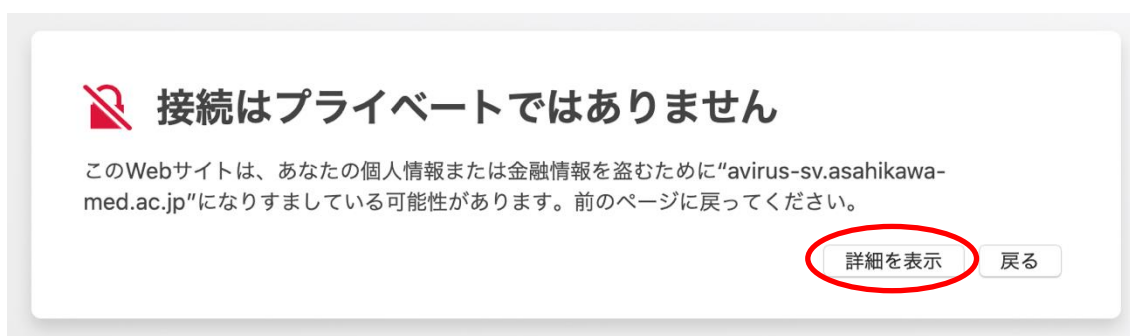 接続はプライベートではありません
このWebサイトは、あなたの個人情報または金融情報を盗むために“avirus-sv.asahikawa-
med.ac.jp”になりすましている可能性があります。前のページに戻ってください。
詳細を表示 戻る